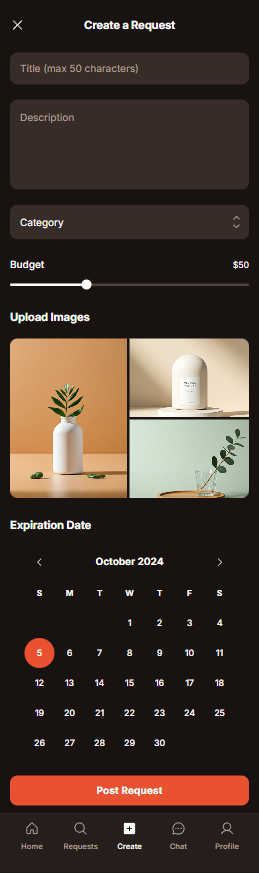 Create a Request
Title (max 50 characters)
Description
Category
Budget $50
Upload Images
Expiration Date
October 2024
S M T W T F S
1 2 3 4
5 6 7 8 9 10 11
12 13 14 15 16 17 18
19 20 21 22 23 24 25
26 27 28 29 30
Post Request
Home Requests Create Chat Profile